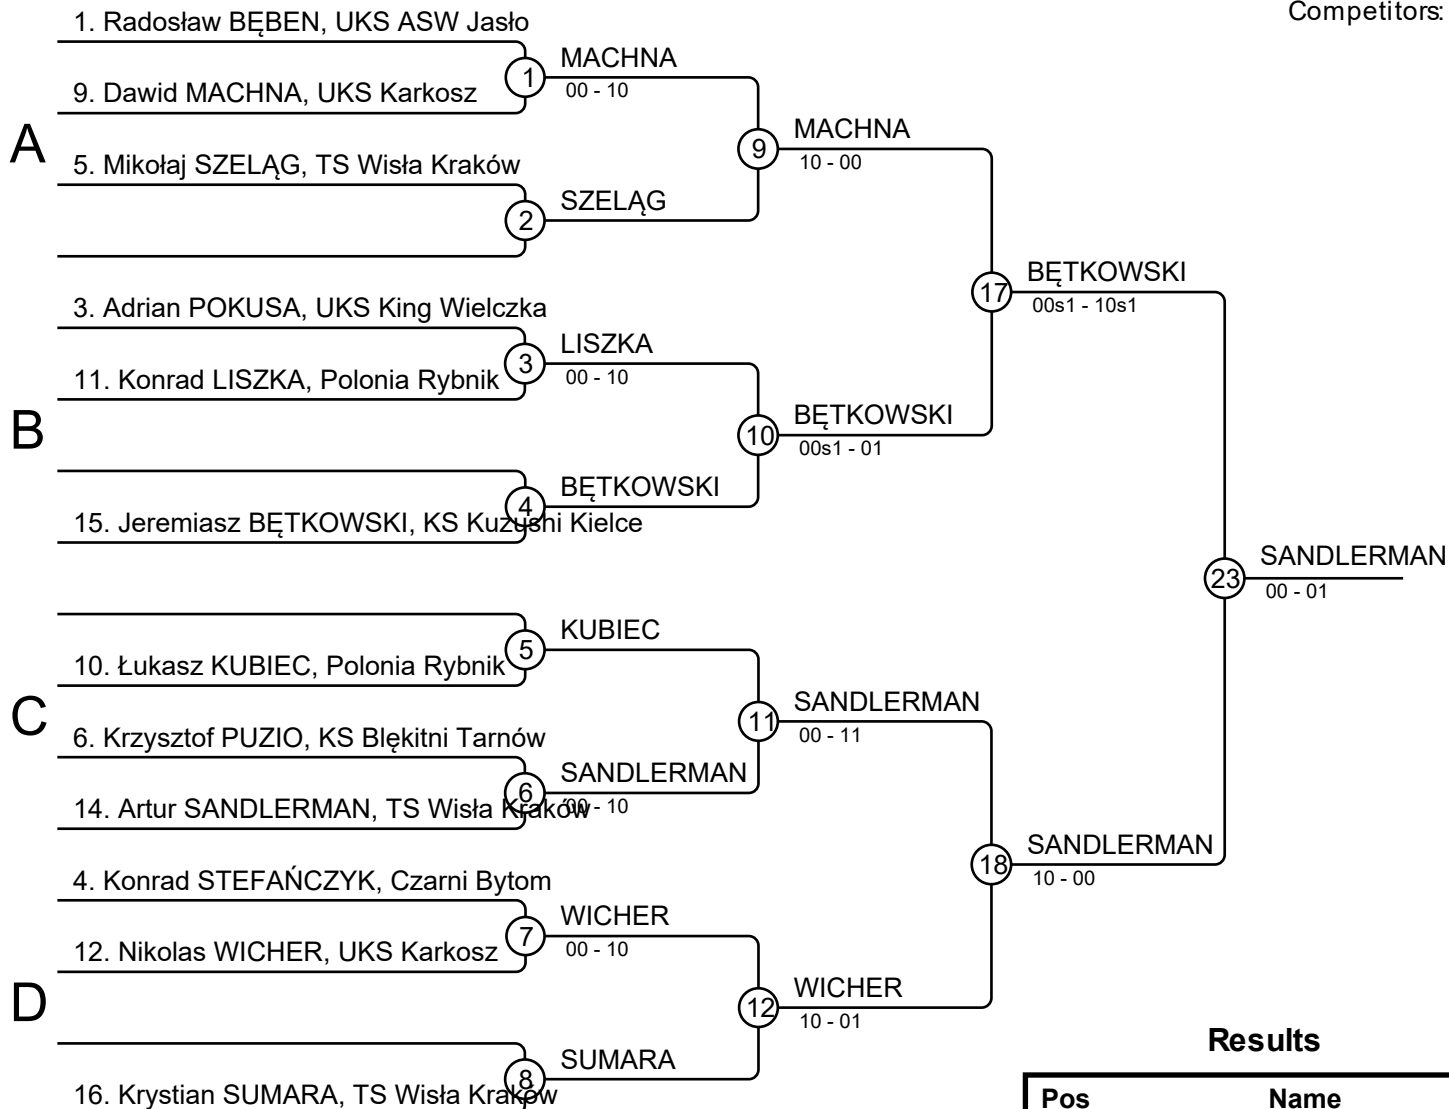 Competitors:
1. Radosław BĘBEN, UKS ASW Jasło
1
MACHNA
00 - 10
9. Dawid MACHNA, UKS Karkosz
A
9
MACHNA
10 - 00
5. Mikołaj SZELĄG, TS Wisła Kraków
2
SZELĄG
17
BĘTKOWSKI
00s1 - 10s1
3. Adrian POKUSA, UKS King Wielczka
3
LISZKA
00 - 10
11. Konrad LISZKA, Polonia Rybnik
B
10
BĘTKOWSKI
00s1 - 01
4
BĘTKOWSKI
15. Jeremiasz BĘTKOWSKI, KS Kuzushi Kielce
23
SANDLERMAN
00 - 01
5
KUBIEC
10. Łukasz KUBIEC, Polonia Rybnik
C
11
SANDLERMAN
00 - 11
6. Krzysztof PUZIO, KS Blękitni Tarnów
6
SANDLERMAN
00 - 10
14. Artur SANDLERMAN, TS Wisła Kraków
18
SANDLERMAN
10 - 00
4. Konrad STEFAŃCZYK, Czarni Bytom
7
WICHER
00 - 10
12. Nikolas WICHER, UKS Karkosz
D
12
WICHER
10 - 01
8
SUMARA
16. Krystian SUMARA, TS Wisła Kraków
Results
Pos Name